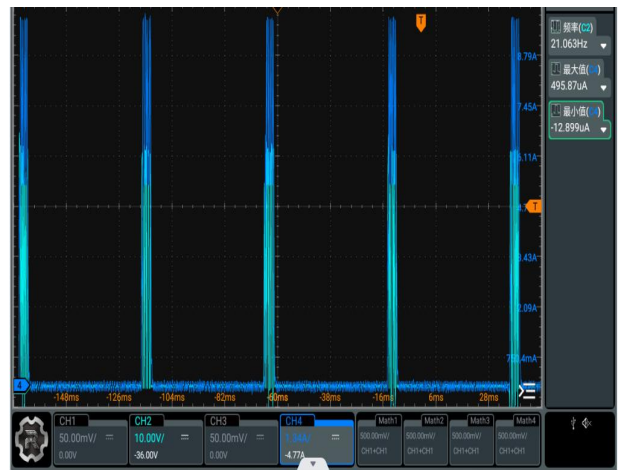 T
频率(C2)
21.063Hz
8.79A
最大值(
495.87uA
7.45A
最小值(
-12.899uA
6.11A
T
3.43A
2.09A
4
-148ms
-126ms
-104ms
-82ms
-60ms
-38ms
-16ms
6ms
28ms
CH1
50.00mV/
0.00V
CH2
10.00V/
-36.00V
CH3
50.00mV/
0.00V
CH4
1.34A/
-4.77A
Math1
500.00mV/
CH1+CH1
Math2
500.00mV/
CH1+CH1
Math3
500.00mV/
CH1+CH1
Math4
500.00mV/
CH1+CH1